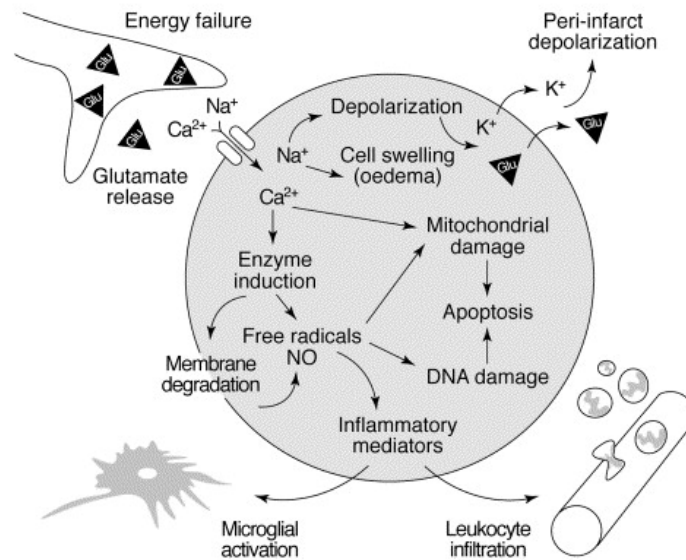 Energy failure
Glu
Glu
Glu
Glu
Glutamate
release
Na⁺
Ca²⁺
Peri-infarct
depolarization
K⁺
K⁺
Glu
Glu
Depolarization
Na⁺
Cell swelling
(oedema)
Ca²⁺
Mitochondrial
damage
Enzyme
induction
Apoptosis
Free radicals
NO
Membrane
degradation
DNA damage
Inflammatory
mediators
Microglial
activation
Leukocyte
infiltration